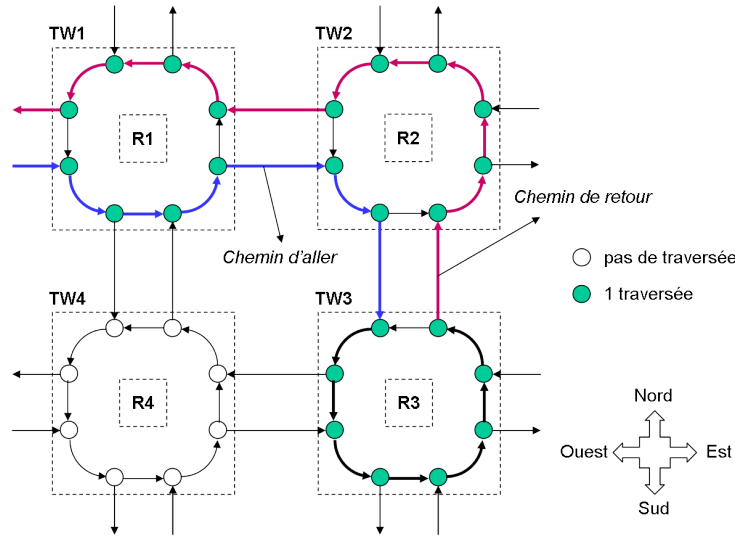 TW1
TW2
R1
R2
Chemin de retour
Chemin d'aller
pas de traversée
1 traversée
TW4
TW3
R4
R3
Nord
Ouest
Est
Sud